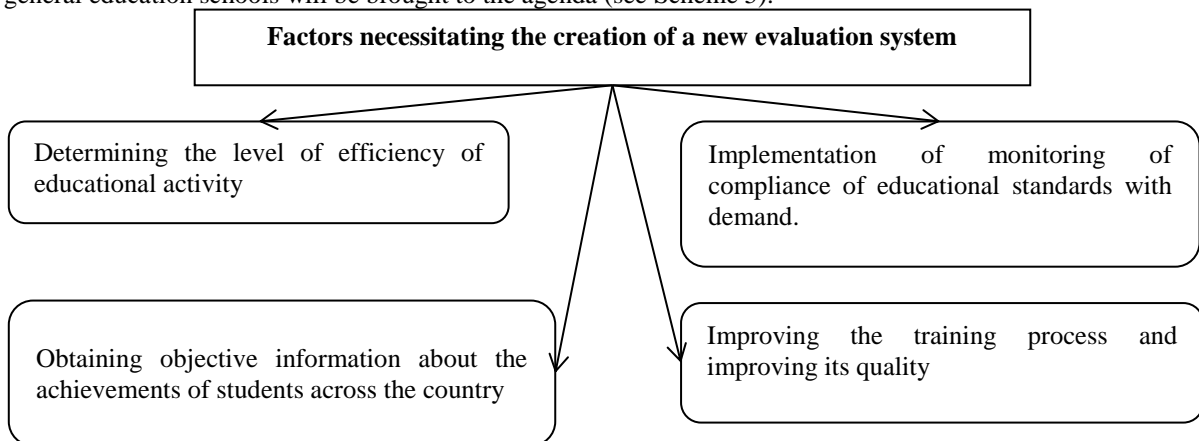 general education schools will be brought to the agenda (see Scheme 3).
Factors necessitating the creation of a new evaluation system
Determining the level of efficiency of
educational activity
Implementation of monitoring of
compliance of educational standards with
demand.
Obtaining objective information about the
achievements of students across the country
Improving the training process and
improving its quality